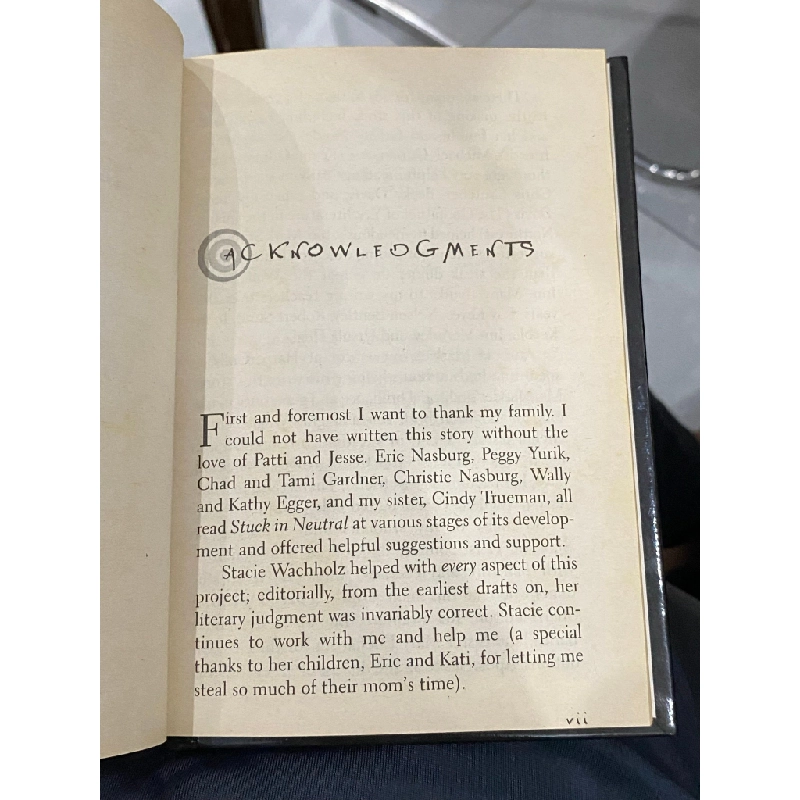 ACKNOWLEDGMENTS
First and foremost I want to thank my family. I
could not have written this story without the
love of Patti and Jesse. Eric Nasburg, Peggy Yurik,
Chad and Tami Gardner, Christie Nasburg, Wally
and Kathy Egger, and my sister, Cindy Trueman, all
read Stuck in Neutral at various stages of its develop-
ment and offered helpful suggestions and support.
Stacie Wachholz helped with every aspect of this
project; editorially, from the earliest drafts on, her
literary judgment was invariably correct. Stacie con-
tinues to work with me and help me (a special
thanks to her children, Eric and Kati, for letting me
steal so much of their mom's time).
vii